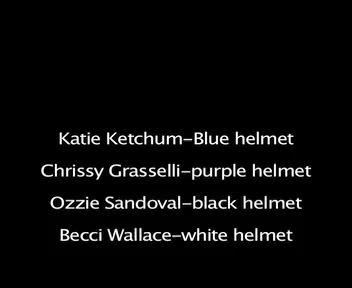 Katie Ketchum-Blue helmet
Chrissy Grasselli-purple helmet
Ozzie Sandoval-black helmet
Becci Wallace-white helmet